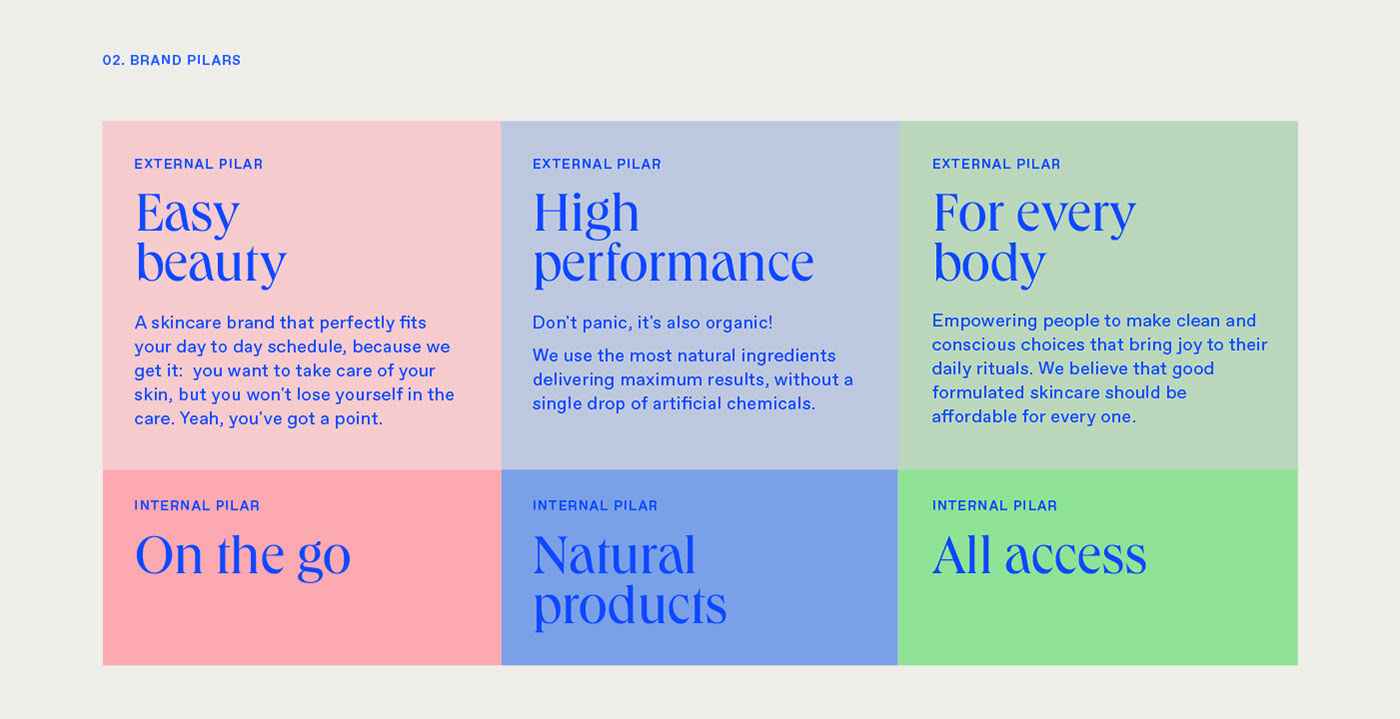 02. BRAND PILARS
EXTERNAL PILAR
Easy
beauty
A skincare brand that perfectly fits
your day to day schedule, because we
get it:  you want to take care of your
skin, but you won't lose yourself in the
care. Yeah, you've got a point.
EXTERNAL PILAR
High
performance
Don't panic, it's also organic!
We use the most natural ingredients
delivering maximum results, without a
single drop of artificial chemicals.
EXTERNAL PILAR
For every
body
Empowering people to make clean and
conscious choices that bring joy to their
daily rituals. We believe that good
formulated skincare should be
affordable for every one.
INTERNAL PILAR
On the go
INTERNAL PILAR
Natural
products
INTERNAL PILAR
All access